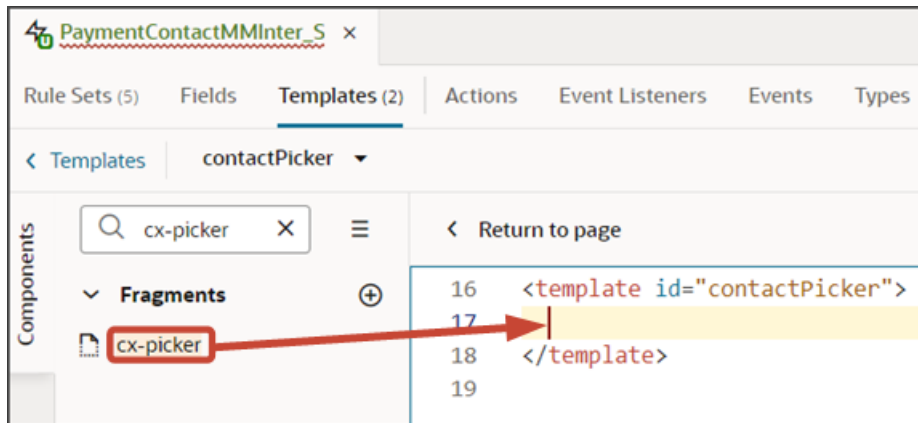 PaymentContactMMInter_S ×
Rule Sets (5) Fields Templates (2) Actions Event Listeners Events Types
Templates contactPicker
Components
cx-picker
Return to page
Fragments
cx-picker
16 <template id="contactPicker">
17
18 </template>
19